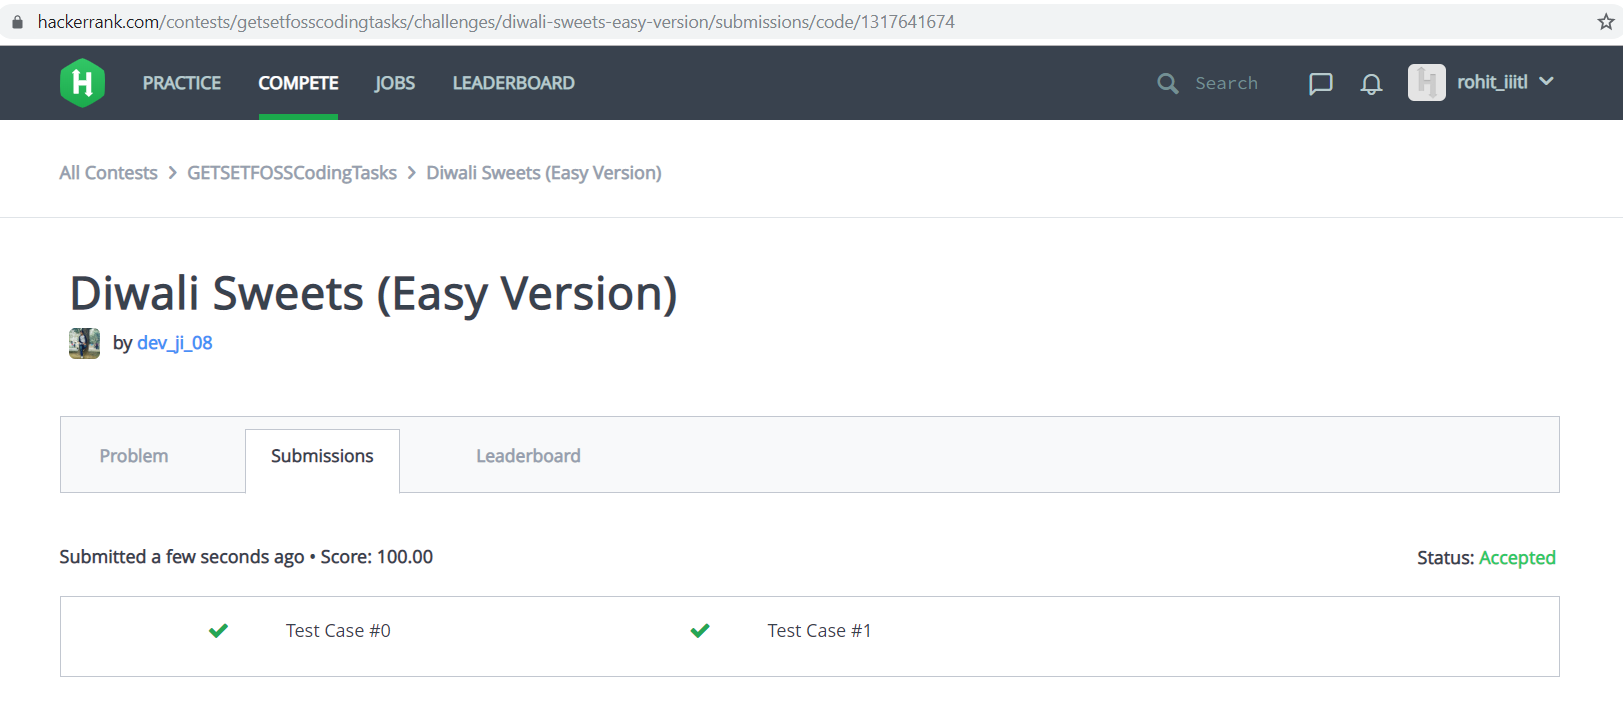 hackerrank.com/contests/getsetfosscodingtasks/challenges/diwali-sweets-easy-version/submissions/code/1317641674
H PRACTICE COMPETE JOBS LEADERBOARD Search H rohit_iiitl
All Contests > GETSETFOSSCodingTasks > Diwali Sweets (Easy Version)
Diwali Sweets (Easy Version)
by dev_ji_08
Problem Submissions Leaderboard
Submitted a few seconds ago • Score: 100.00 Status: Accepted
Test Case #0 Test Case #1